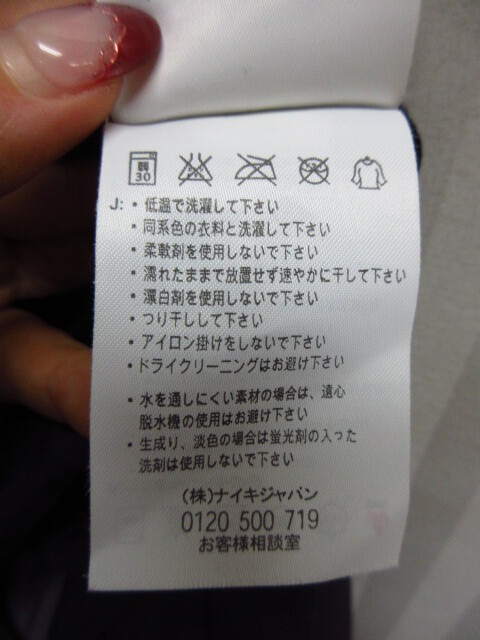 弱
30
J: ・低温で洗濯して下さい
・同系色の衣料と洗濯して下さい
・柔軟剤を使用しないで下さい
・濡れたままで放置せず速やかに干して下さい
・漂白剤を使用しないで下さい
・つり干しして下さい
・アイロン掛けをしないで下さい
・ドライクリーニングはお避け下さい
・水を通しにくい素材の場合は、遠心
脱水機の使用はお避け下さい
・生成り、淡色の場合は蛍光剤の入った
洗剤は使用しないで下さい
(株)ナイキジャパン
0120 500 719
お客様相談室